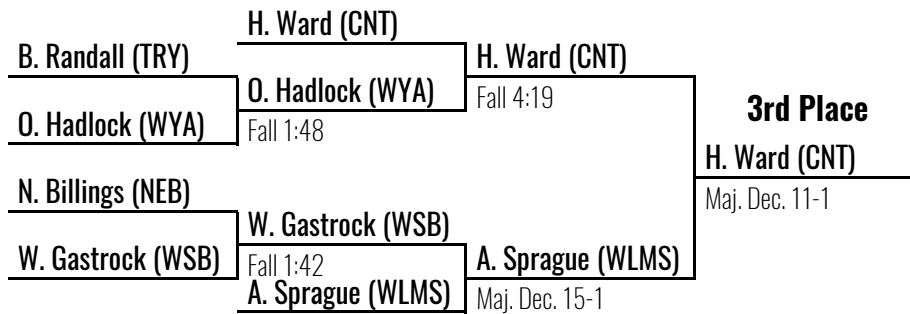 H. Ward (CNT)
B. Randall (TRY)
H. Ward (CNT)
O. Hadlock (WYA)
Fall 4:19
3rd Place
O. Hadlock (WYA)
Fall 1:48
H. Ward (CNT)
N. Billings (NEB)
Maj. Dec. 11-1
W. Gastrock (WSB)
W. Gastrock (WSB)
Fall 1:42
A. Sprague (WLMS)
A. Sprague (WLMS)
Maj. Dec. 15-1